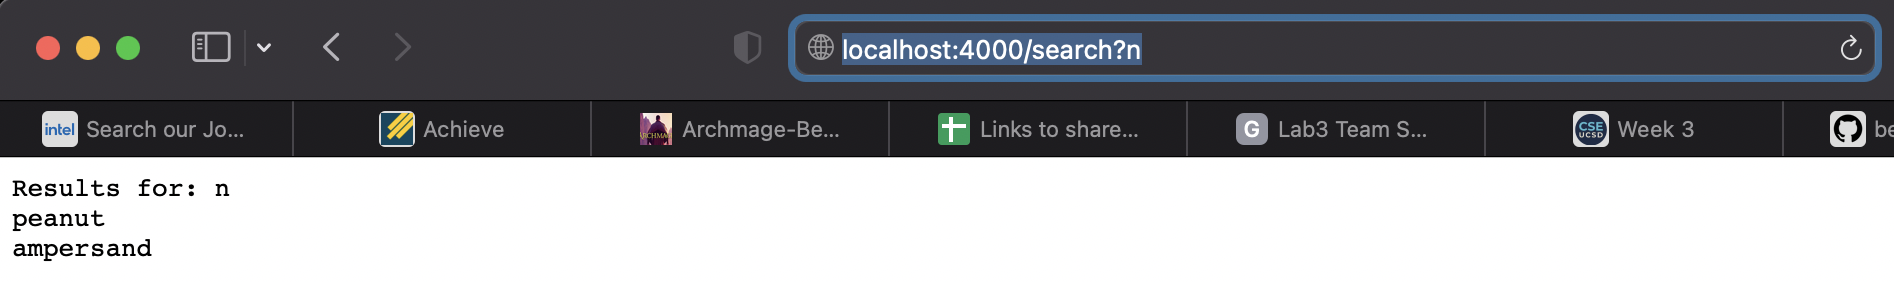 localhost:4000/search?n
intel Search our Jo...
Achieve
ARCHMAGE Archmage-Be...
Links to share...
G Lab3 Team S...
CSE UCSD Week 3
be
Results for: n
peanut
ampersand